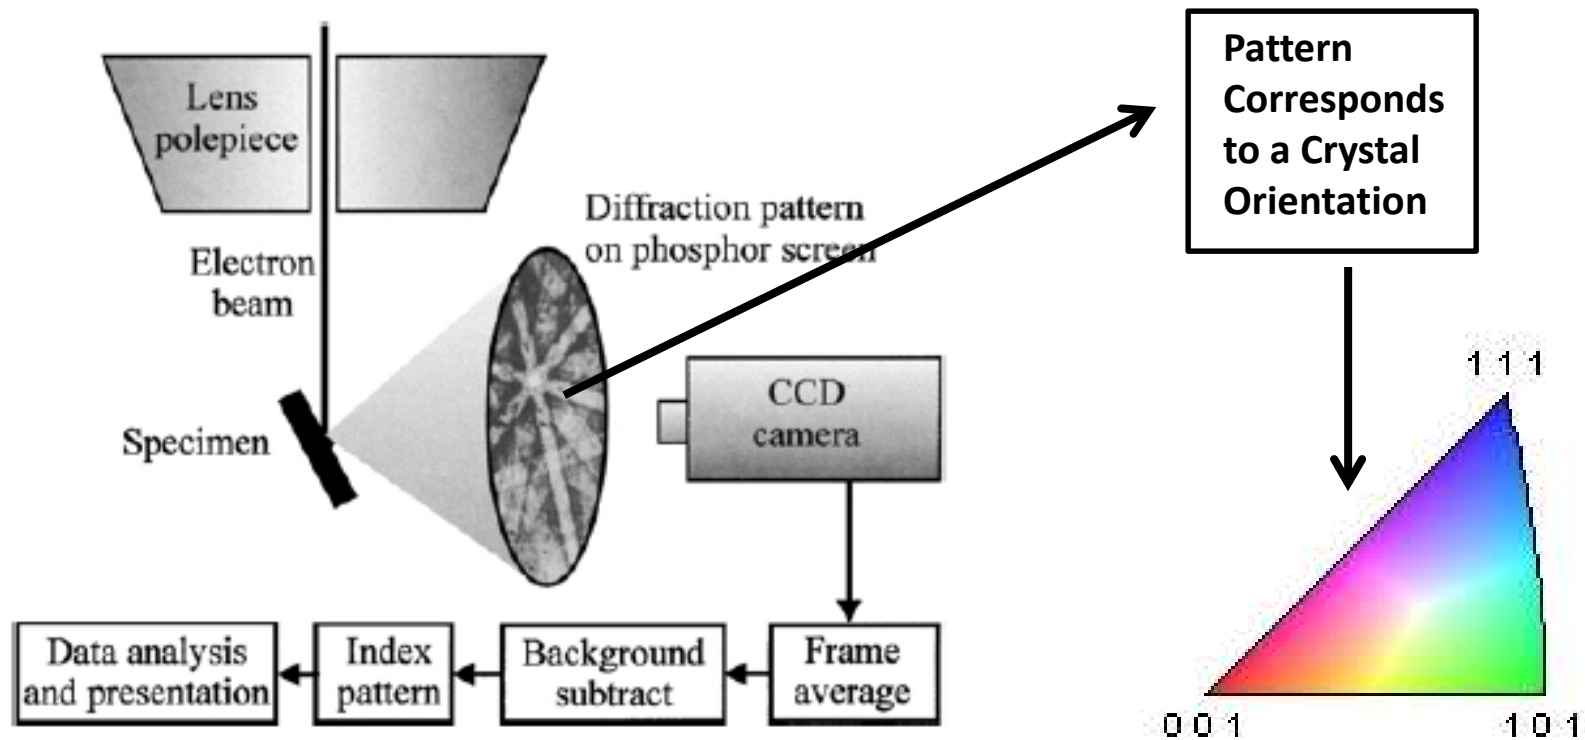 Lens
polepiece
Electron
beam
Specimen
Diffraction pattern
on phosphor screen
CCD
camera
Frame
average
Background
subtract
Index
pattern
Data analysis
and presentation
Pattern
Corresponds
to a Crystal
Orientation
1 1 1
0 0 1
1 0 1